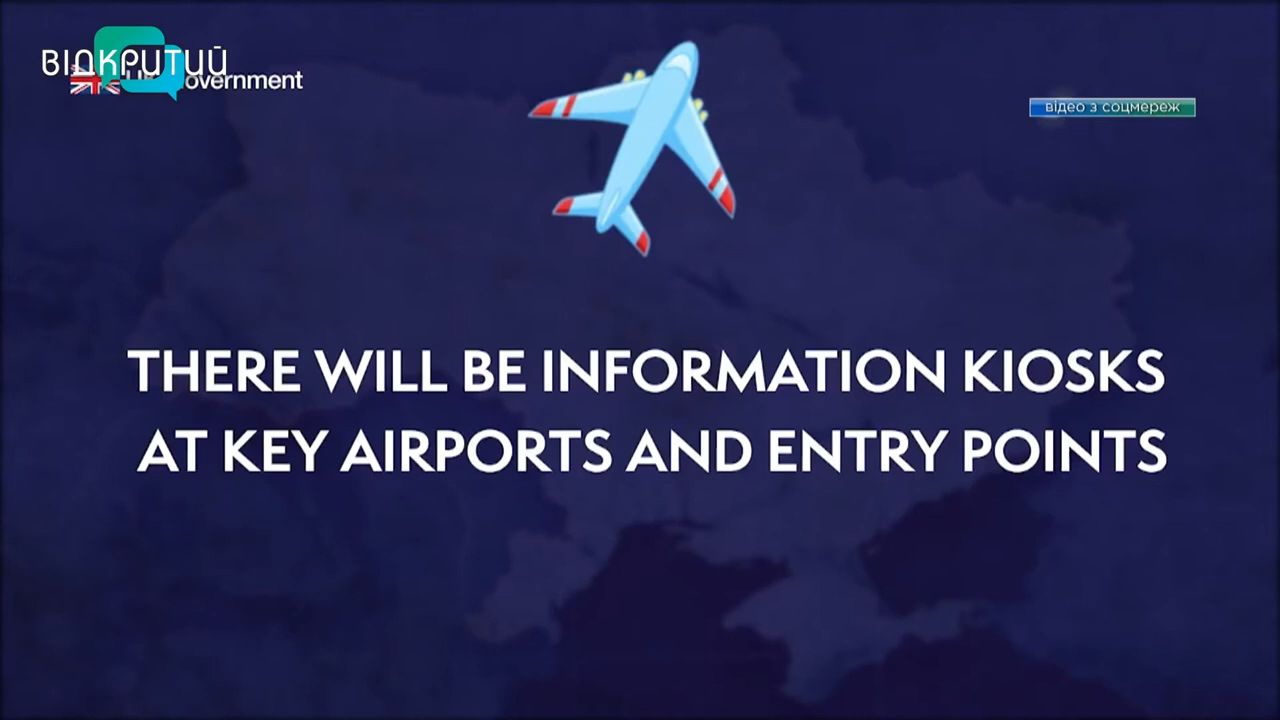 ВІДКРИТИЙ
overnment
відео з соцмереж
THERE WILL BE INFORMATION KIOSKS
AT KEY AIRPORTS AND ENTRY POINTS